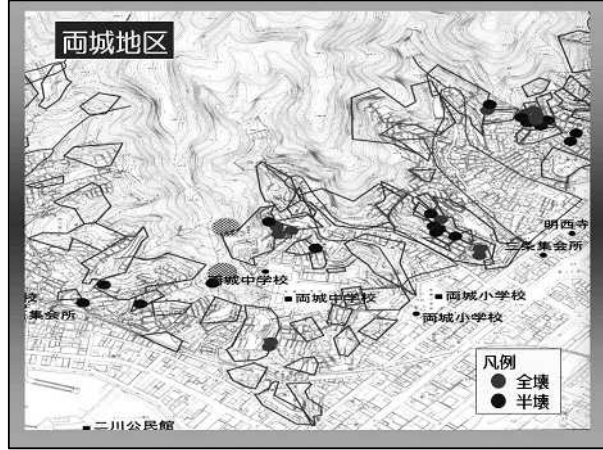 両城地区
明西寺
三条集会所
両城中学校
両城中学校
両城小学校
両城小学校
校
集会所
凡例
全壊
半壊
二川公民館